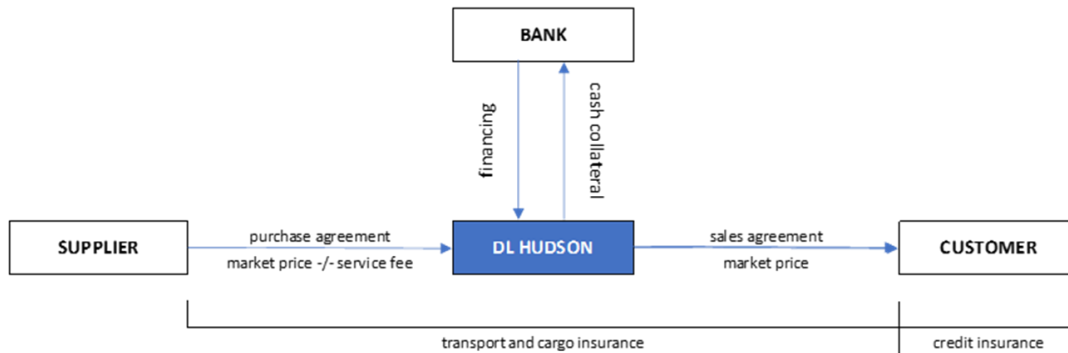 BANK
financing
cash collateral
SUPPLIER
purchase agreement
market price -/- service fee
DL HUDSON
sales agreement
market price
CUSTOMER
transport and cargo insurance
credit insurance